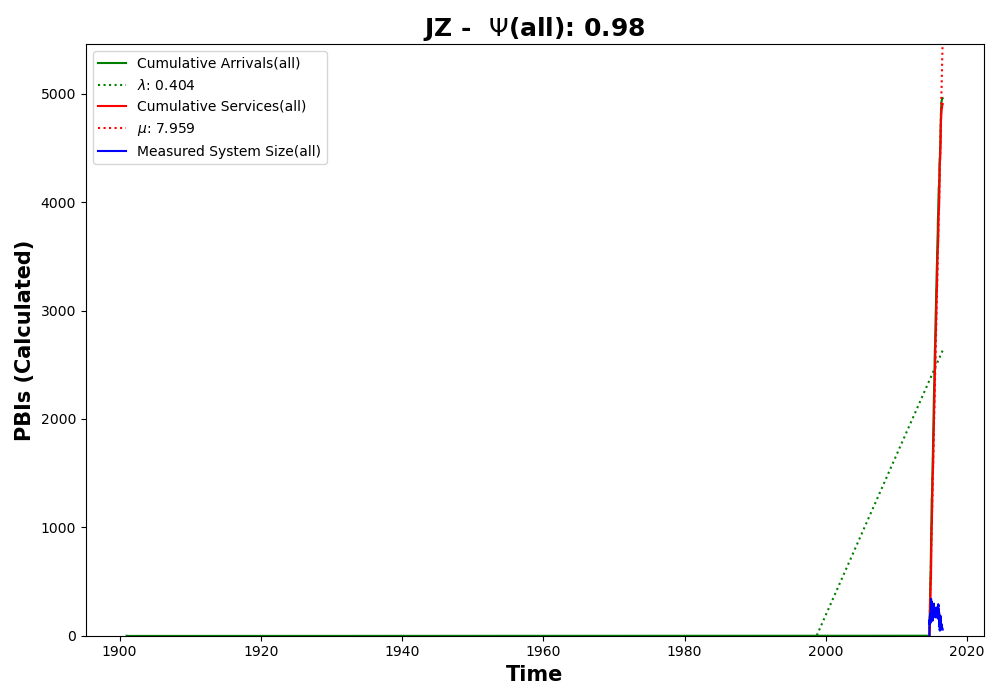 JZ -  Ψ(all): 0.98
Cumulative Arrivals(all)
λ: 0.404
Cumulative Services(all)
μ: 7.959
Measured System Size(all)
5000
4000
3000
2000
1000
0
PBIs (Calculated)
1900 1920 1940 1960 1980 2000 2020
Time